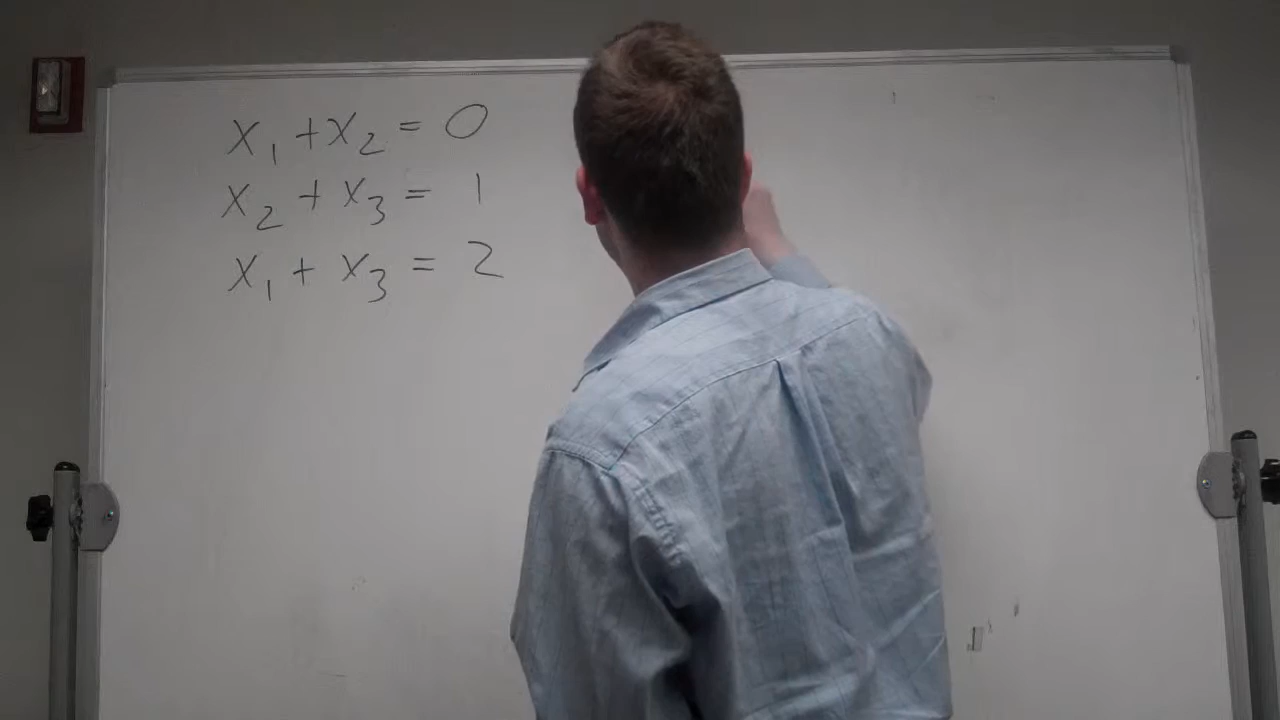 x₁ + x₂ = 0
x₂ + x₃ = 1
x₁ + x₃ = 2